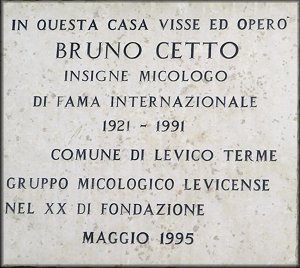 IN QUESTA CASA VISSE ED OPERÒ
BRUNO CETTO
INSIGNE MICOLOGO
DI FAMA INTERNAZIONALE
1921 - 1991
COMUNE DI LEVICO TERME
GRUPPO MICOLOGICO LEVICENSE
NEL XX DI FONDAZIONE
MAGGIO 1995